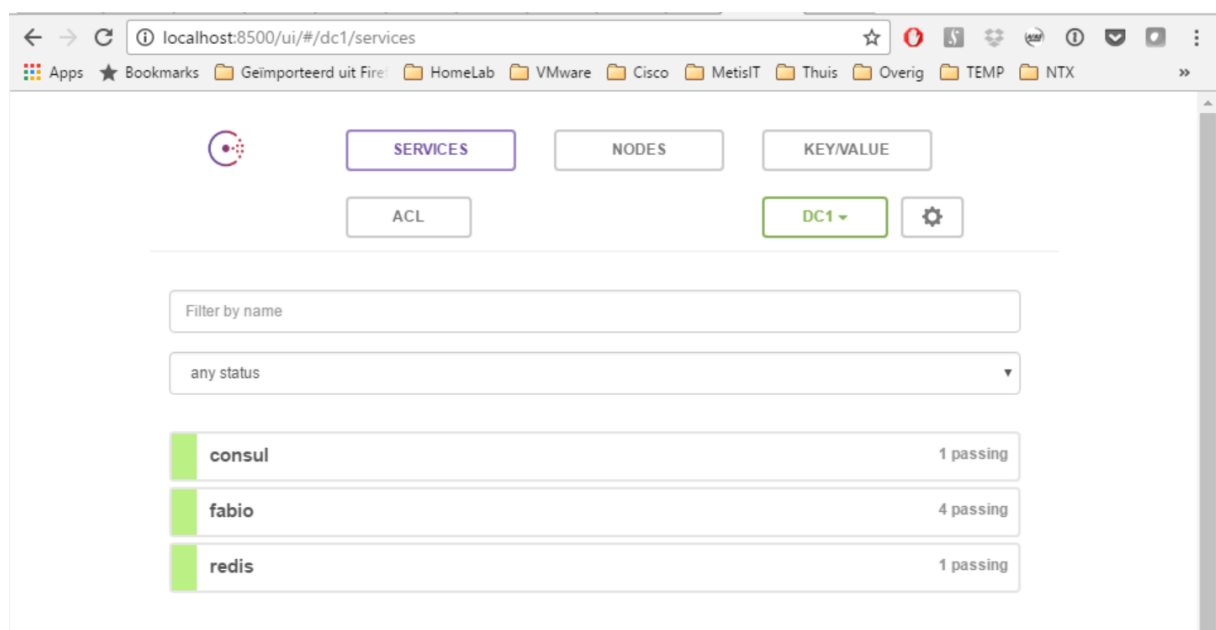 localhost:8500/ui/#/dc1/services
Apps Bookmarks Geïmporteerd uit Firef HomeLab VMware Cisco MetisIT Thuis Overig TEMP NTX »
SERVICES NODES KEY/VALUE
ACL DC1
Filter by name
any status
consul 1 passing
fabio 4 passing
redis 1 passing